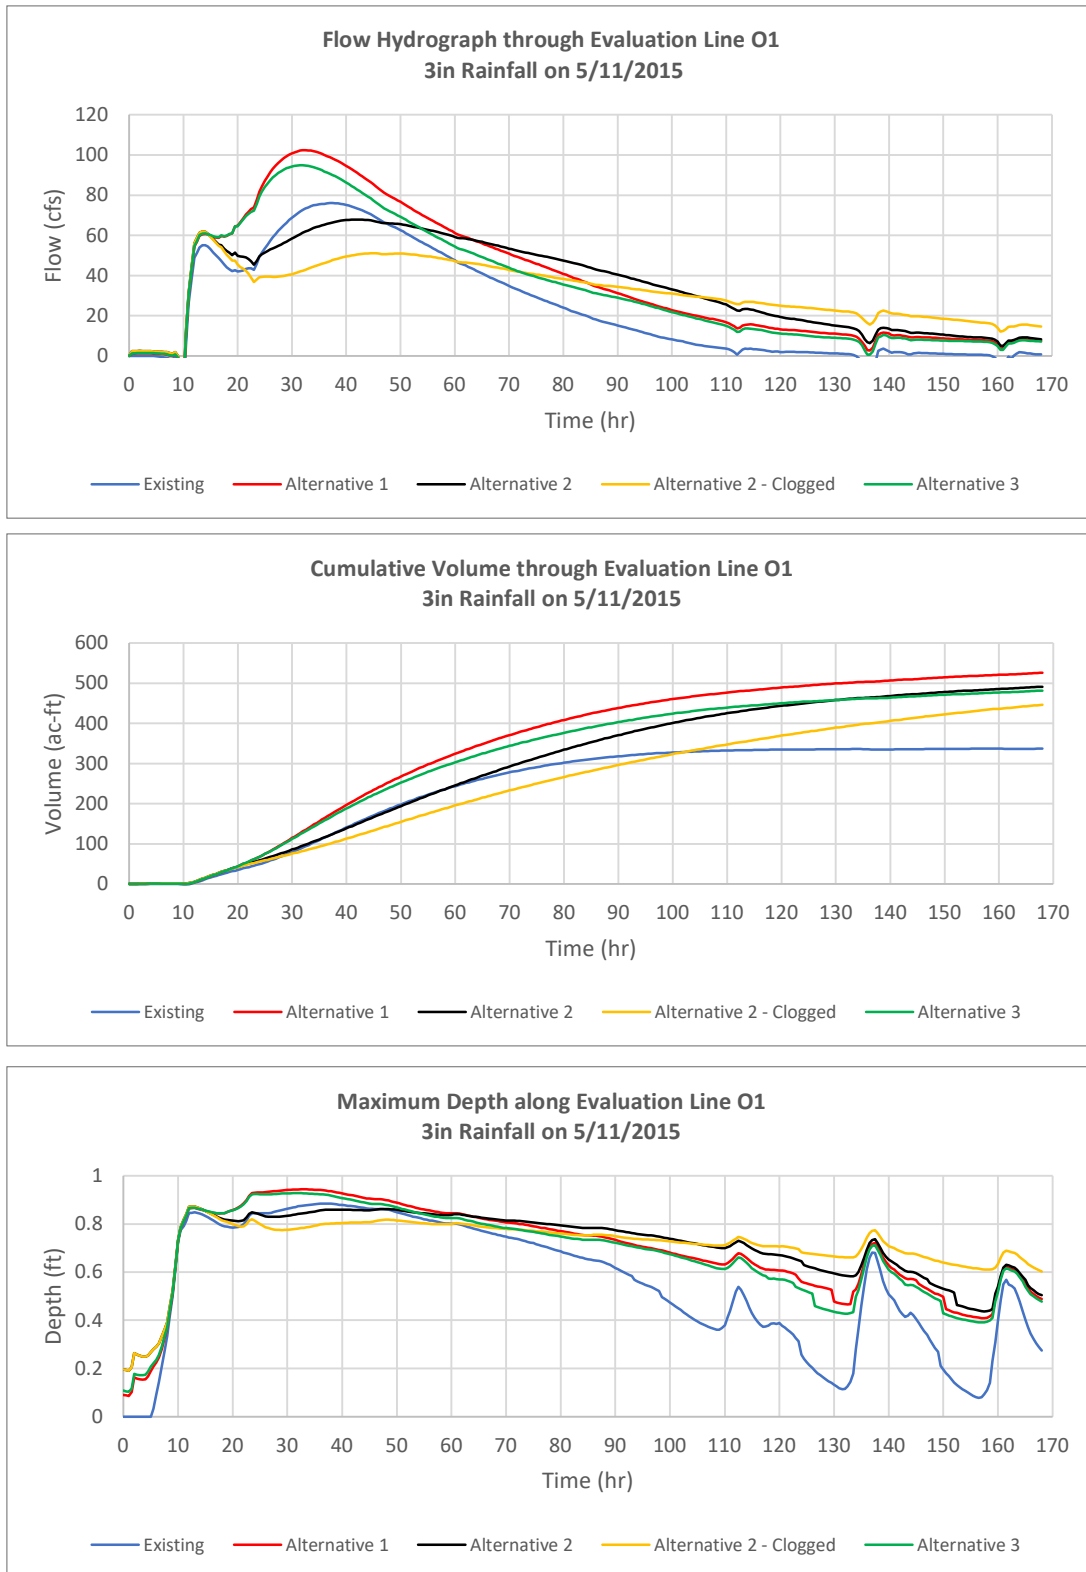 Flow Hydrograph through Evaluation Line O1
3in Rainfall on 5/11/2015
120
100
80
60
40
20
0
Flow (cfs)
0 10 20 30 40 50 60 70 80 90 100 110 120 130 140 150 160 170
Time (hr)
Existing Alternative 1 Alternative 2 Alternative 2 - Clogged Alternative 3
Cumulative Volume through Evaluation Line O1
3in Rainfall on 5/11/2015
600
500
400
300
200
100
0
Volume (ac-ft)
0 10 20 30 40 50 60 70 80 90 100 110 120 130 140 150 160 170
Time (hr)
Existing Alternative 1 Alternative 2 Alternative 2 - Clogged Alternative 3
Maximum Depth along Evaluation Line O1
3in Rainfall on 5/11/2015
1
0.8
0.6
0.4
0.2
0
Depth (ft)
0 10 20 30 40 50 60 70 80 90 100 110 120 130 140 150 160 170
Time (hr)
Existing Alternative 1 Alternative 2 Alternative 2 - Clogged Alternative 3